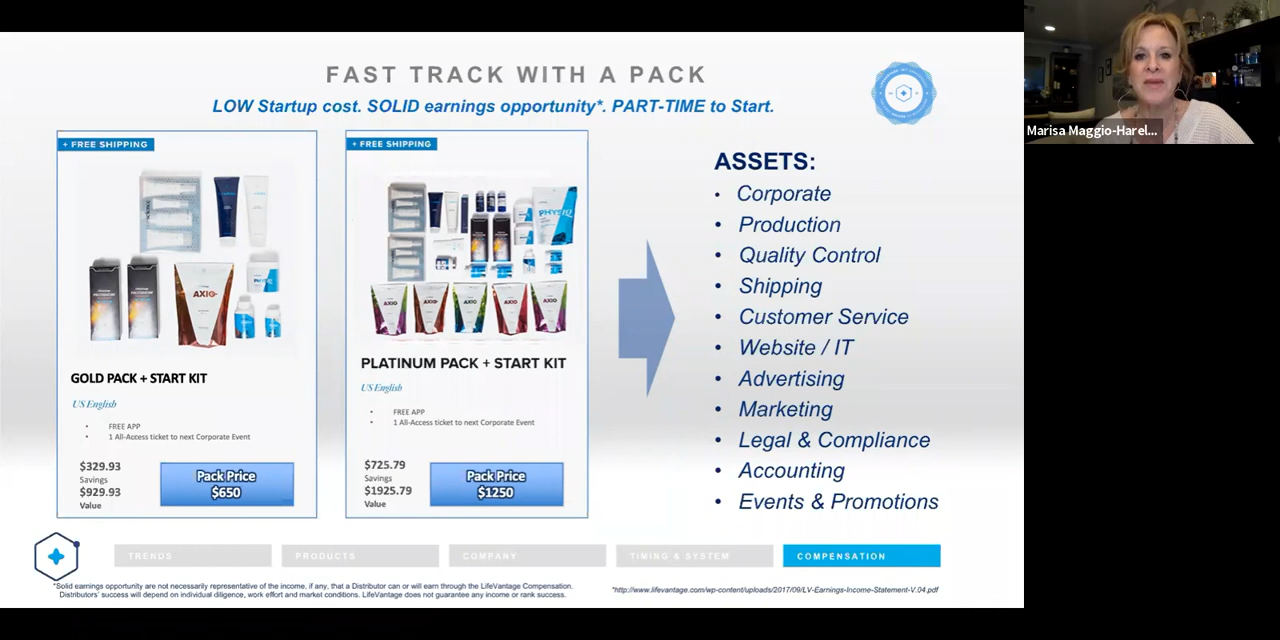 FAST TRACK WITH A PACK
LOW Startup cost. SOLID earnings opportunity*. PART-TIME to Start.
+ FREE SHIPPING
AXIO
PHYSIQ
GOLD PACK + START KIT
US English
• FREE APP
• 1 All-Access ticket to next Corporate Event
$329.93
Savings
$929.93
Value
Pack Price
$650
+ FREE SHIPPING
PHYSIQ
AXIO AXIO AXIO AXIO AXIO
PLATINUM PACK + START KIT
US English
• FREE APP
• 1 All-Access ticket to next Corporate Event
$725.79
Savings
$1925.79
Value
Pack Price
$1250
ASSETS:
• Corporate
• Production
• Quality Control
• Shipping
• Customer Service
• Website / IT
• Advertising
• Marketing
• Legal & Compliance
• Accounting
• Events & Promotions
Marisa Maggio-Harel...
TRENDS
PRODUCTS
COMPANY
TIMING & SYSTEM
COMPENSATION
*Solid earnings opportunity are not necessarily representative of the income, if any, that a Distributor can or will earn through the LifeVantage Compensation.
Distributors' success will depend on individual diligence, work effort and market conditions. LifeVantage does not guarantee any income or rank success.
*http://www.lifevantage.com/wp-content/uploads/2017/09/LV-Earnings-Income-Statement-V.04.pdf